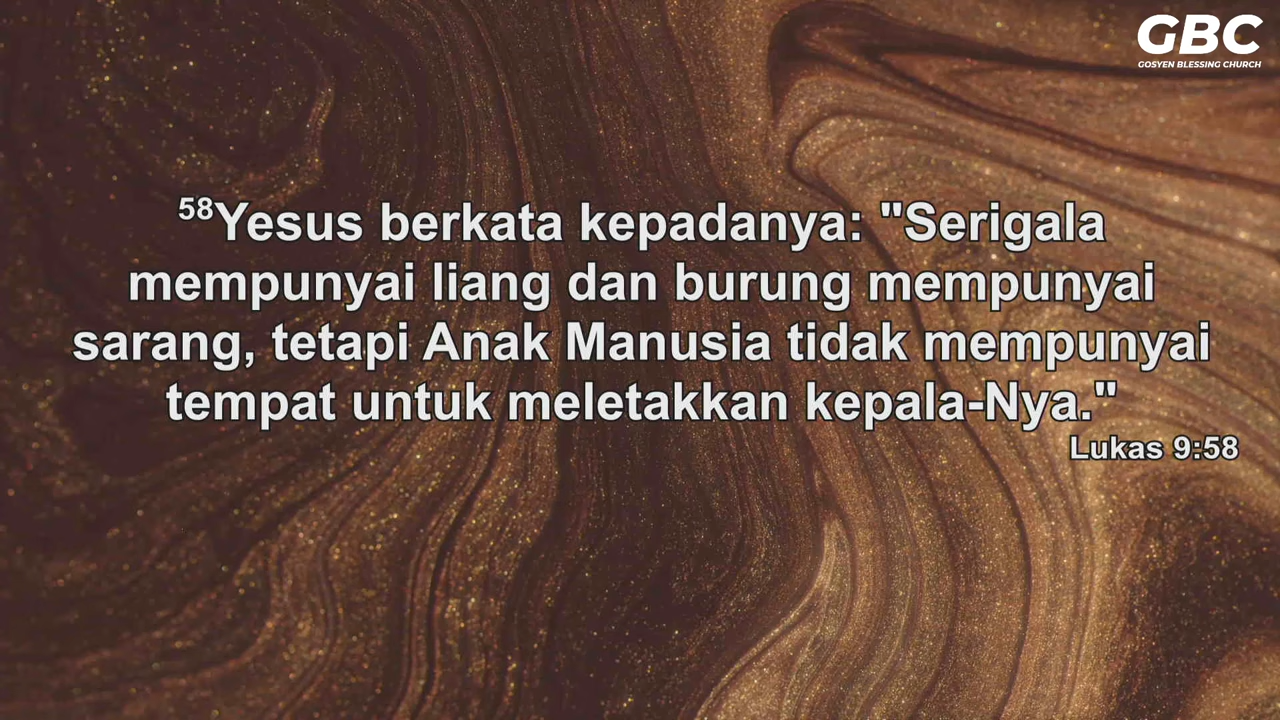 GBC
GOSYEN BLESSING CHURCH
⁵⁸Yesus berkata kepadanya: "Serigala
mempunyai liang dan burung mempunyai
sarang, tetapi Anak Manusia tidak mempunyai
tempat untuk meletakkan kepala-Nya."
Lukas 9:58